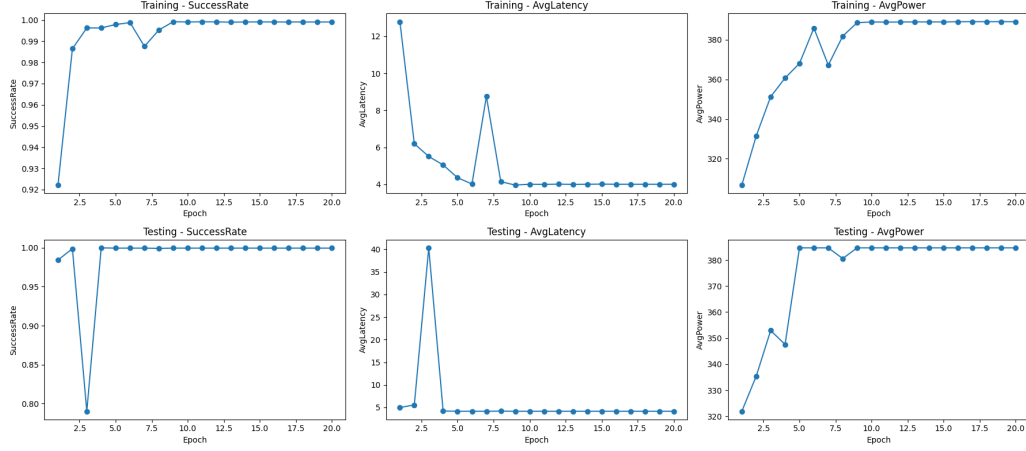 Training - SuccessRate
SuccessRate
1.00
0.99
0.98
0.97
0.96
0.95
0.94
0.93
0.92
2.5 5.0 7.5 10.0 12.5 15.0 17.5 20.0
Epoch
Training - AvgLatency
AvgLatency
12
10
8
6
4
2.5 5.0 7.5 10.0 12.5 15.0 17.5 20.0
Epoch
Training - AvgPower
AvgPower
380
360
340
320
2.5 5.0 7.5 10.0 12.5 15.0 17.5 20.0
Epoch
Testing - SuccessRate
SuccessRate
1.00
0.95
0.90
0.85
0.80
2.5 5.0 7.5 10.0 12.5 15.0 17.5 20.0
Epoch
Testing - AvgLatency
AvgLatency
40
35
30
25
20
15
10
5
2.5 5.0 7.5 10.0 12.5 15.0 17.5 20.0
Epoch
Testing - AvgPower
AvgPower
380
370
360
350
340
330
320
2.5 5.0 7.5 10.0 12.5 15.0 17.5 20.0
Epoch